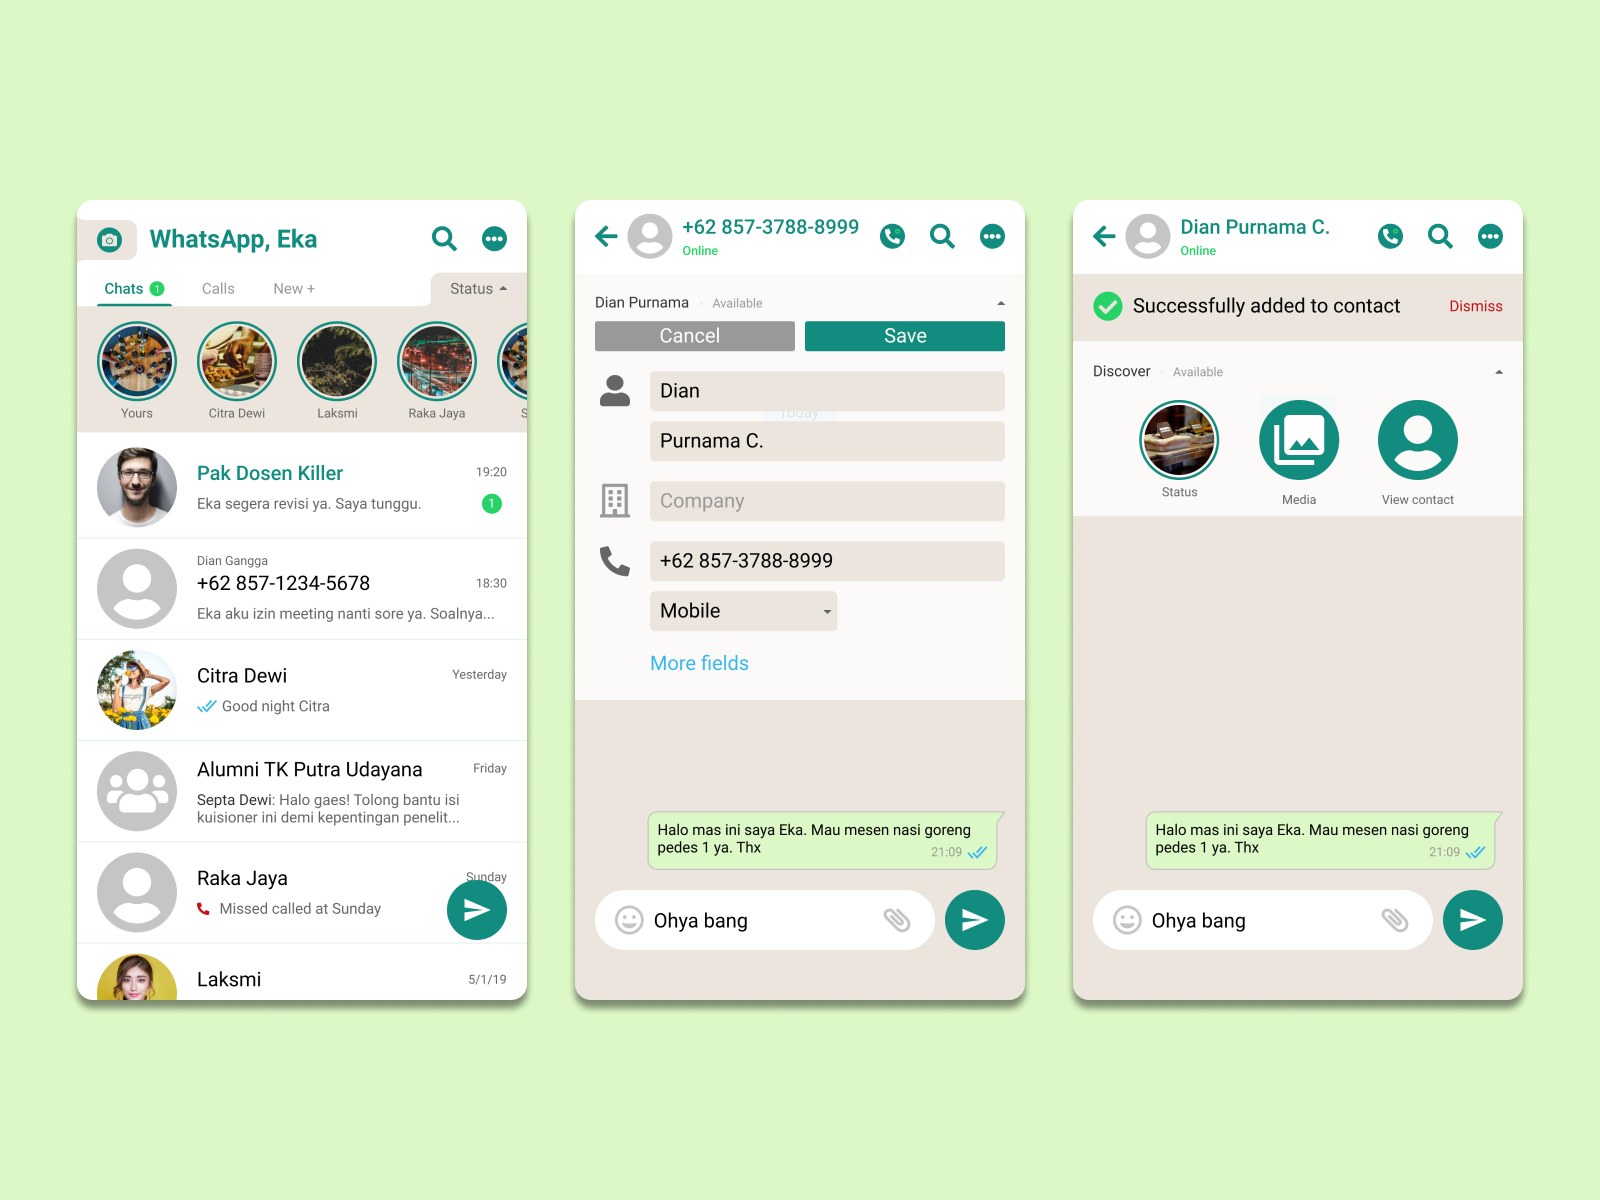 WhatsApp, Eka
Chats 1
Calls
New +
Status
Yours
Citra Dewi
Laksmi
Raka Jaya
S
Pak Dosen Killer
19:20
Eka segera revisi ya. Saya tunggu.
1
Dian Gangga
+62 857-1234-5678
18:30
Eka aku izin meeting nanti sore ya. Soalnya...
Citra Dewi
Yesterday
Good night Citra
Alumni TK Putra Udayana
Friday
Septa Dewi: Halo gaes! Tolong bantu isi
kuisioner ini demi kepentingan penelit...
Raka Jaya
Sunday
Missed called at Sunday
Laksmi
5/1/19
+62 857-3788-8999
Online
Dian Purnama · Available
Cancel
Save
Dian
Today
Purnama C.
Company
+62 857-3788-8999
Mobile
More fields
Halo mas ini saya Eka. Mau mesen nasi goreng
pedes 1 ya. Thx
21:09
Ohya bang
Dian Purnama C.
Online
Successfully added to contact
Dismiss
Discover · Available
Status
Media
View contact
Halo mas ini saya Eka. Mau mesen nasi goreng
pedes 1 ya. Thx
21:09
Ohya bang